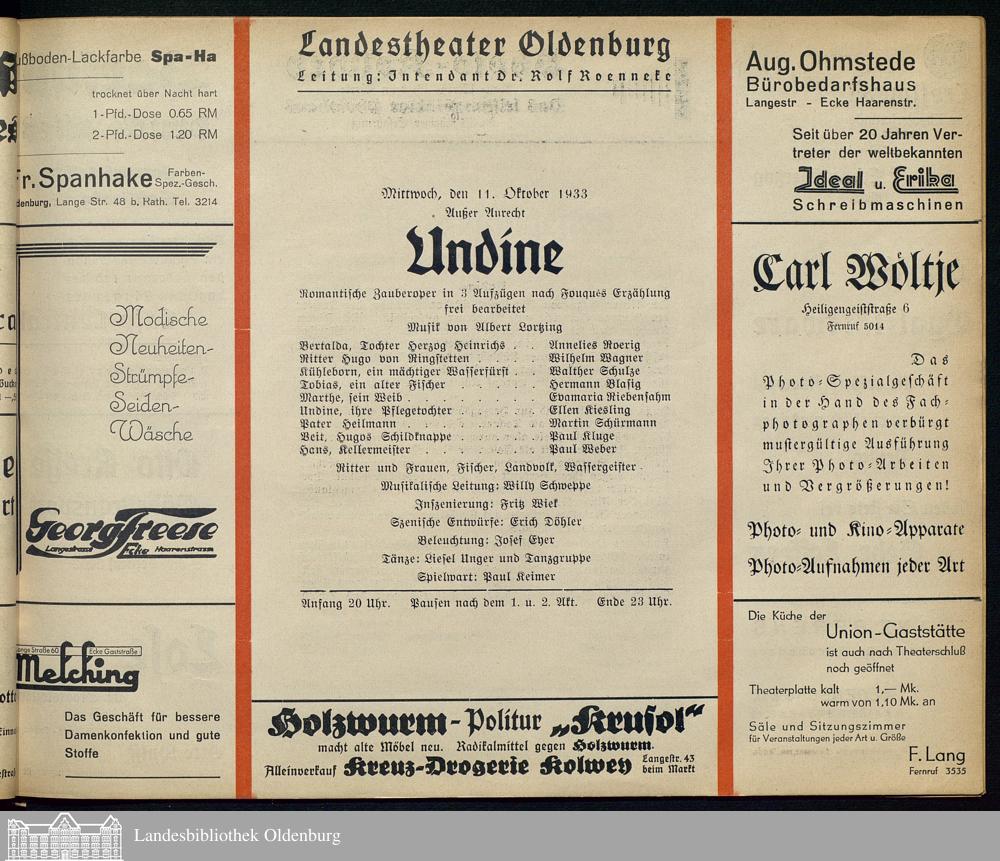 ußboden-Lackfarbe Spa-Ha
trocknet über Nacht hart
1-Pfd.-Dose 0.65 RM
2-Pfd.-Dose 1.20 RM
r. Spanhake Farben-
Spez.-Gesch.
denburg, Lange Str. 48 b. Rath. Tel. 3214
Modische
Neuheiten-
Strümpfe-
Seiden-
Wäsche
Georg Freese
Langestrasse Ecke Haarenstrasse
ange Straße 60 Ecke Gaststraße
Melching
Das Geschäft für bessere
Damenkonfektion und gute
Stoffe
Landestheater Oldenburg
Leitung: Intendant Dr. Rolf Roennecke
Mittwoch, den 11. Oktober 1933
Außer Anrecht
Undine
Romantische Zauberoper in 3 Aufzügen nach Fouqués Erzählung
frei bearbeitet
Musik von Albert Lortzing
Bertalda, Tochter Herzog Heinrichs . . Annelies Roerig
Ritter Hugo von Ringstetten . . . . . Wilhelm Wagner
Kühleborn, ein mächtiger Wasserfürst . . Walther Schulze
Tobias, ein alter Fischer . . . . . . Hermann Blasig
Marthe, sein Weib . . . . . . . . Evamaria Riebensahm
Undine, ihre Pflegetochter . . . . . . Ellen Kiesling
Pater Heilmann . . . . . . . . . Martin Schürmann
Veit, Hugos Schildknappe . . . . . . Paul Kluge
Hans, Kellermeister . . . . . . . . Paul Weber
Ritter und Frauen, Fischer, Landvolk, Wassergeister
Musikalische Leitung: Willy Schweppe
Inszenierung: Fritz Wiek
Szenische Entwürfe: Erich Döhler
Beleuchtung: Josef Eyer
Tänze: Liesel Unger und Tanzgruppe
Spielwart: Paul Keimer
Anfang 20 Uhr. Pausen nach dem 1. u. 2. Akt. Ende 23 Uhr.
Holzwurm-Politur „Krusol“
macht alte Möbel neu. Radikalmittel gegen Holzwurm.
Alleinverkauf Kreuz-Drogerie Kolwey Langestr. 43
beim Markt
Aug. Ohmstede
Bürobedarfshaus
Langestr - Ecke Haarenstr.
Seit über 20 Jahren Ver-
treter der weltbekannten
Ideal u. Erika
Schreibmaschinen
Carl Wöltje
Heiligengeiststraße 6
Fernruf 5014
Das
Photo-Spezialgeschäft
in der Hand des Fach-
photographen verbürgt
mustergültige Ausführung
Ihrer Photo-Arbeiten
und Vergrößerungen!
Photo- und Kino-Apparate
Photo-Aufnahmen jeder Art
Die Küche der
Union-Gaststätte
ist auch nach Theaterschluß
noch geöffnet
Theaterplatte kalt 1,— Mk.
warm von 1,10 Mk. an
Säle und Sitzungszimmer
für Veranstaltungen jeder Art u. Größe
F. Lang
Fernruf 3535
Landesbibliothek Oldenburg